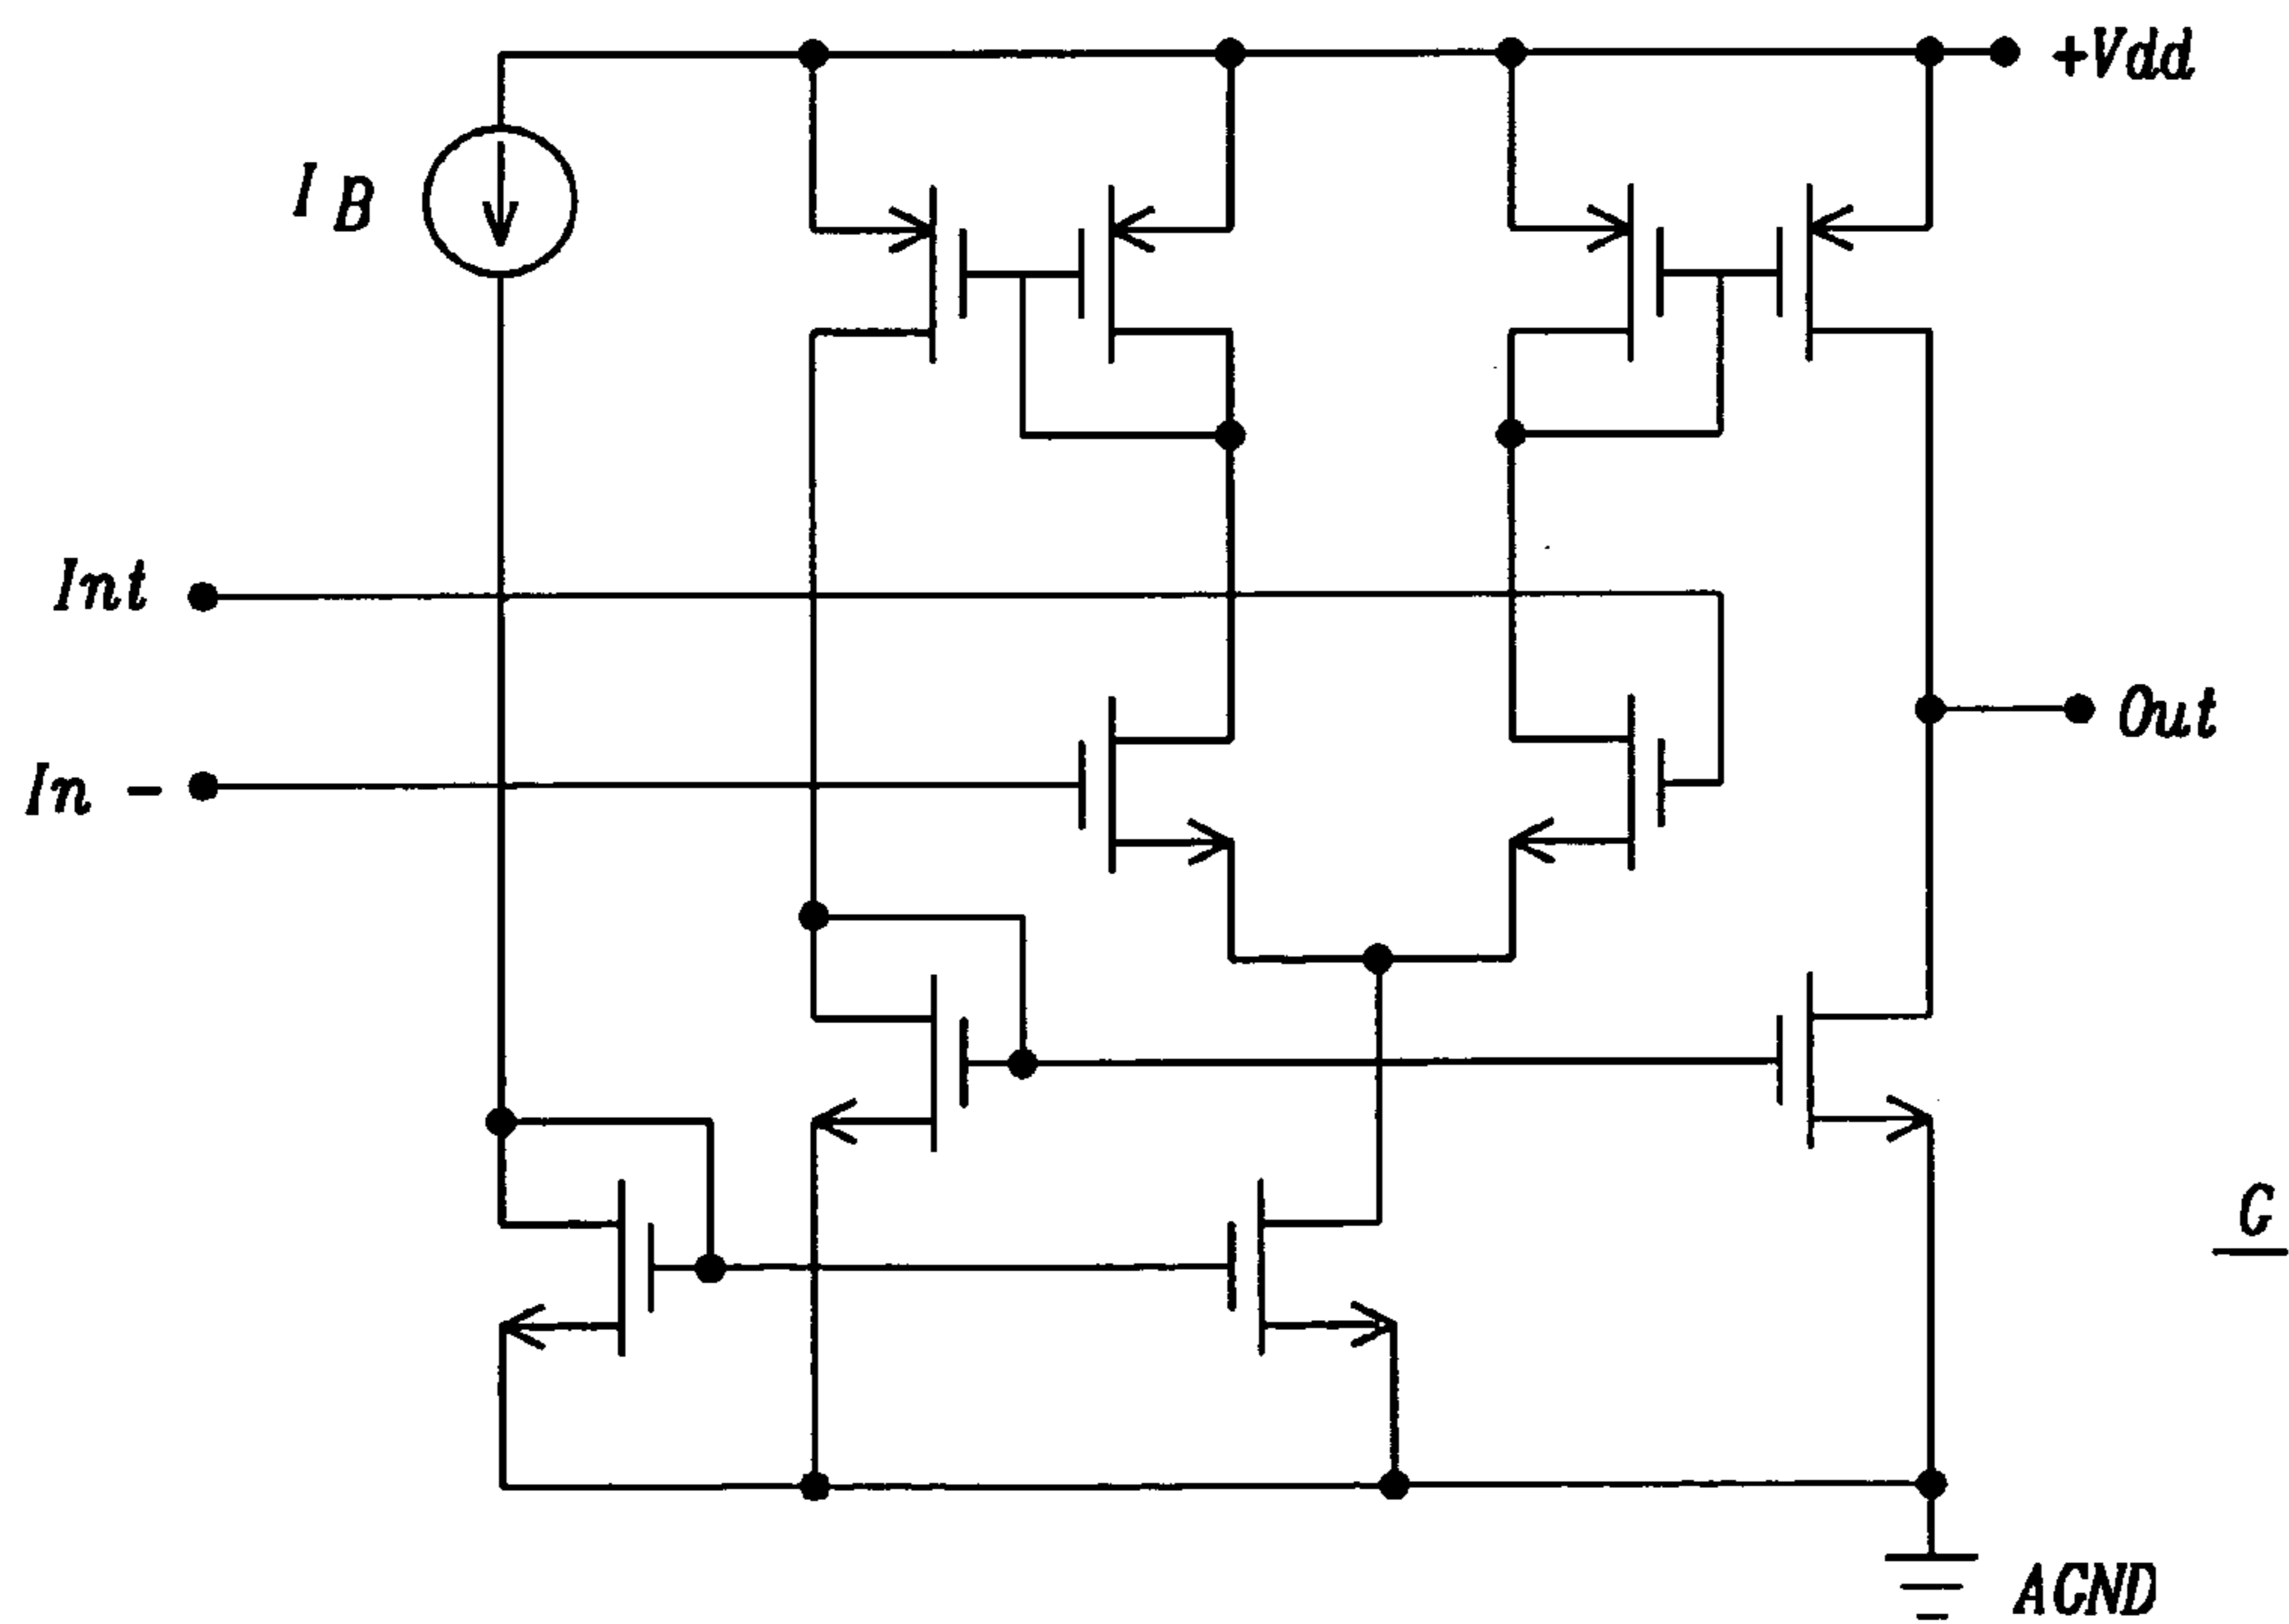 +Vdd
I B
Int
In -
Out
G
AGND